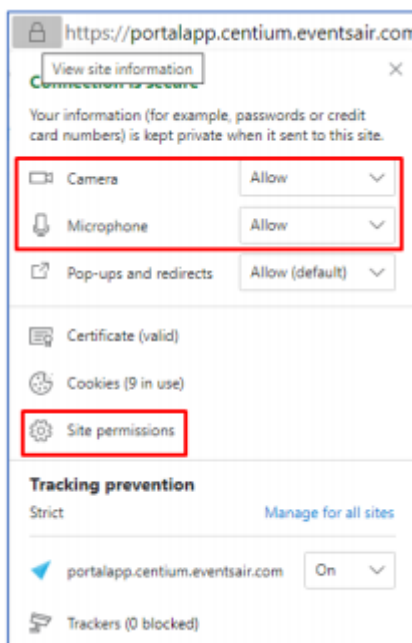 https://portalapp.centium.eventsair.com
View site information
Connection is secure
Your information (for example, passwords or credit
card numbers) is kept private when it sent to this site.
Camera Allow
Microphone Allow
Pop-ups and redirects Allow (default)
Certificate (valid)
Cookies (9 in use)
Site permissions
Tracking prevention
Strict Manage for all sites
portalapp.centium.eventsair.com On
Trackers (0 blocked)